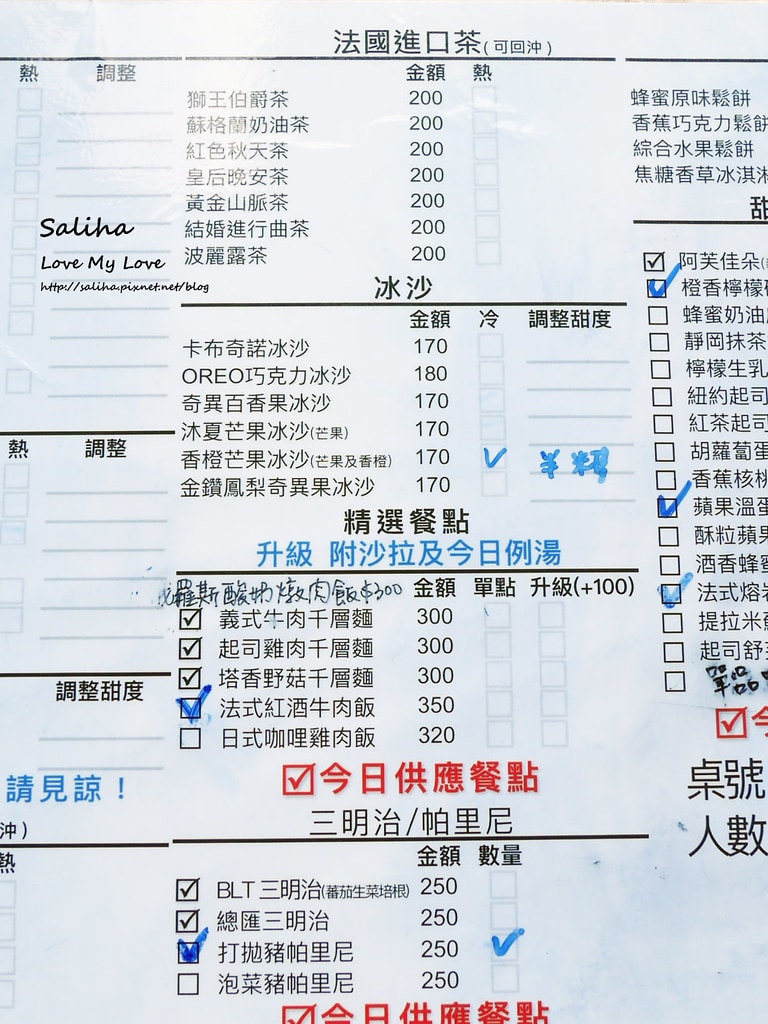 熱 調整
Saliha
Love My Love
http://saliha.pixnet.net/blog
熱 調整
調整甜度
請見諒！
沖）
熱
法國進口茶(可回沖)
金額 熱
獅王伯爵茶 200
蘇格蘭奶油茶 200
紅色秋天茶 200
皇后晚安茶 200
黃金山脈茶 200
結婚進行曲茶 200
波麗露茶 200
冰沙
金額 冷 調整甜度
卡布奇諾冰沙 170
OREO巧克力冰沙 180
奇異百香果冰沙 170
沐夏芒果冰沙(芒果) 170
香橙芒果冰沙(芒果及香橙) 170 半糖
金鑽鳳梨奇異果冰沙 170
精選餐點
升級 附沙拉及今日例湯
羅斯酸奶燉肉飯$300 金額 單點 升級(+100)
義式牛肉千層麵 300
起司雞肉千層麵 300
塔香野菇千層麵 300
法式紅酒牛肉飯 350
日式咖哩雞肉飯 320
今日供應餐點
三明治/帕里尼
金額 數量
BLT 三明治(蕃茄生菜培根) 250
總匯三明治 250
打拋豬帕里尼 250
泡菜豬帕里尼 250
今日供應餐點
蜂蜜原味鬆餅
香蕉巧克力鬆餅
綜合水果鬆餅
焦糖香草冰淇淋
甜
阿芙佳朵
橙香檸檬
蜂蜜奶油
靜岡抹茶
檸檬生乳
紐約起司
紅茶起司
胡蘿蔔蛋
香蕉核桃
蘋果溫蛋
酥粒蘋果
酒香蜂蜜
法式熔岩
提拉米蘇
起司舒芙
今
桌號
人數